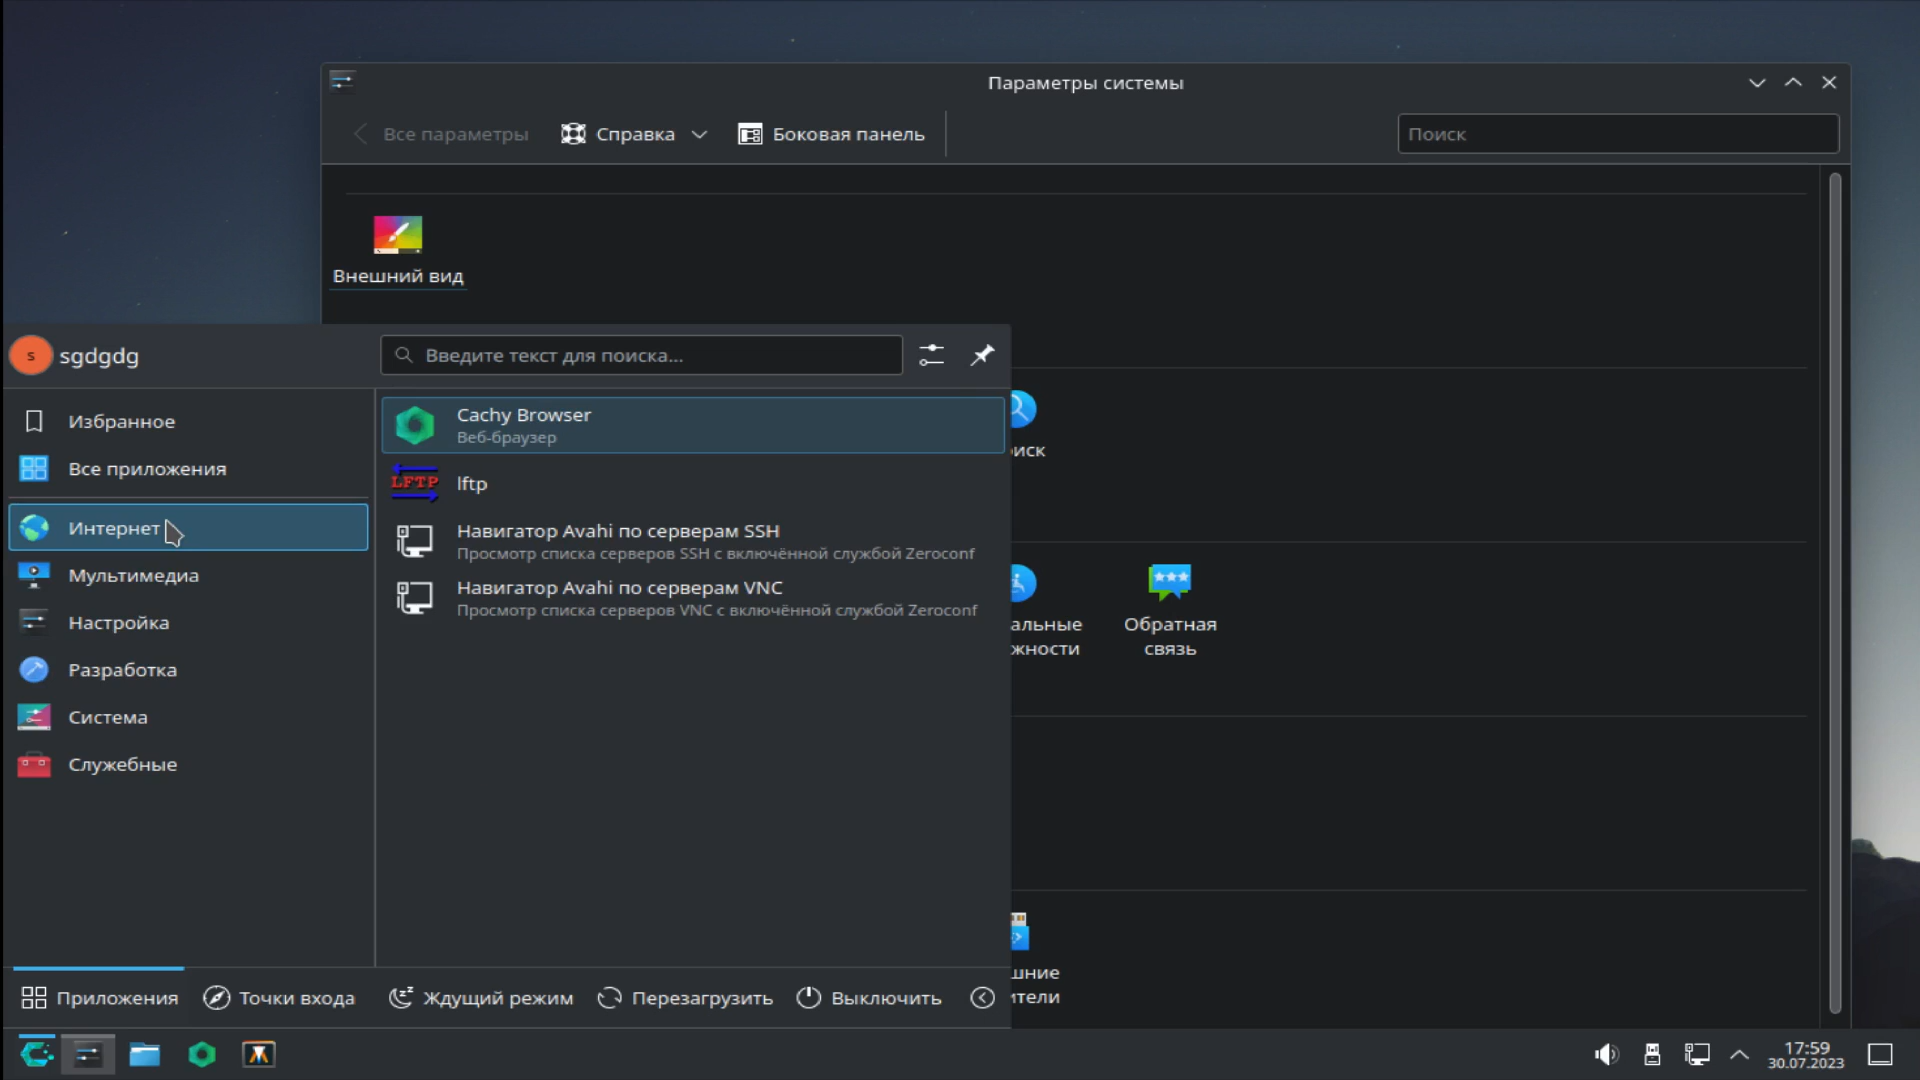 Параметры системы
Все параметры
Справка
Боковая панель
Поиск
Внешний вид
s
sgdgdg
Введите текст для поиска...
Избранное
Все приложения
Интернет
Мультимедиа
Настройка
Разработка
Система
Служебные
Cachy Browser
Веб-браузер
LFTP
lftp
Навигатор Avahi по серверам SSH
Просмотр списка серверов SSH с включённой службой Zeroconf
Навигатор Avahi по серверам VNC
Просмотр списка серверов VNC с включённой службой Zeroconf
иск
альные
жности
Обратная
связь
шние
ители
Приложения
Точки входа
Ждущий режим
Перезагрузить
Выключить
17:59
30.07.2023